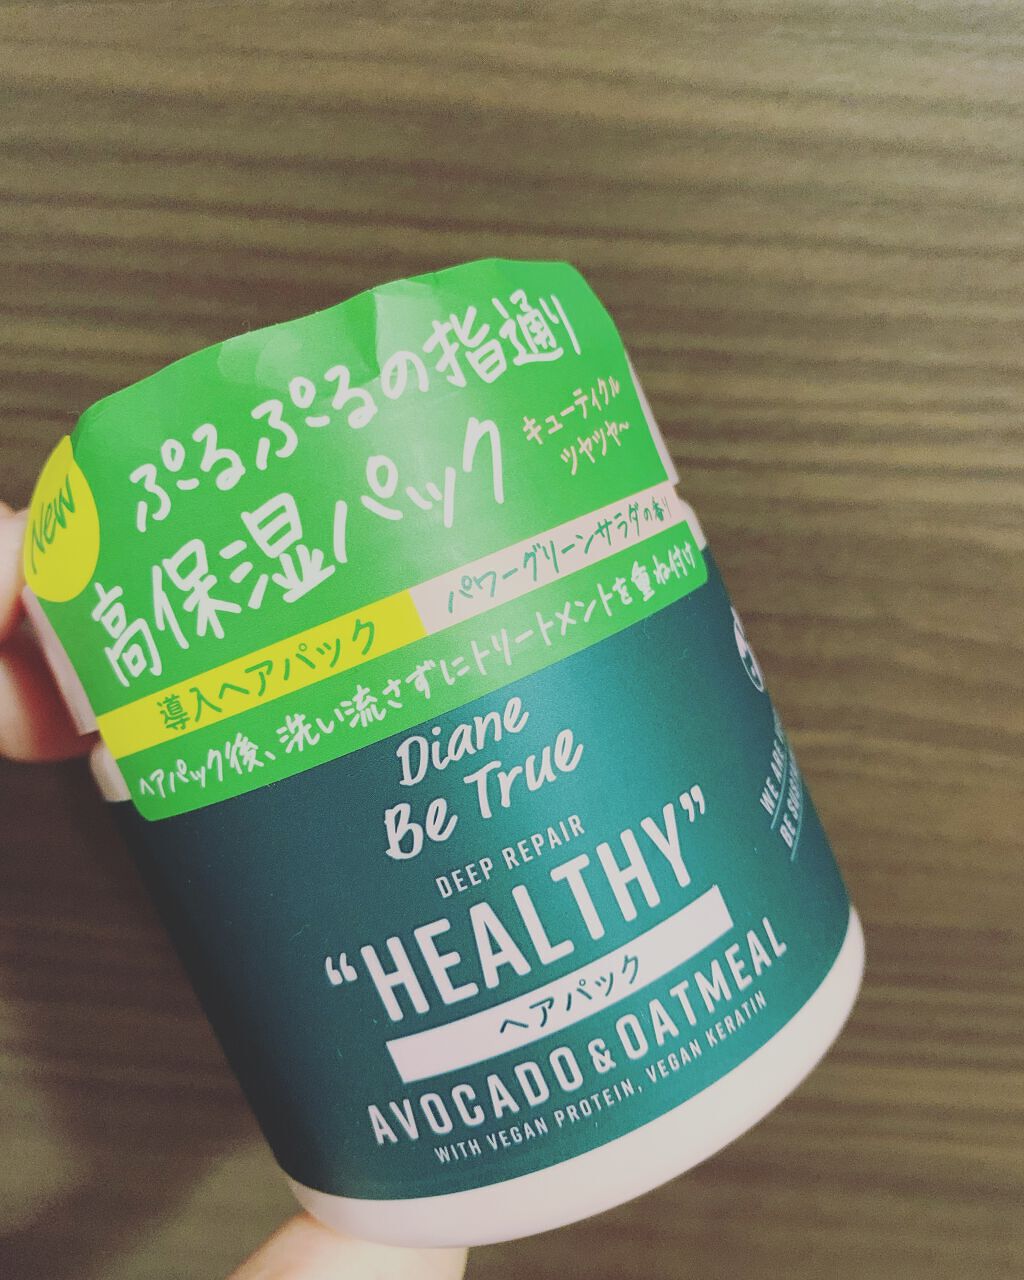 New
ぷるぷるの指通り
高保湿パック
キューティクル
ツヤツヤ~
導入ヘアパック
パワーグリーンサラダの香り
ヘアパック後、洗い流さずにトリートメントを重ね付け
Diane
Be True
DEEP REPAIR
“HEALTHY”
ヘアパック
AVOCADO & OATMEAL
WITH VEGAN PROTEIN, VEGAN KERATIN
WE ARE
BE